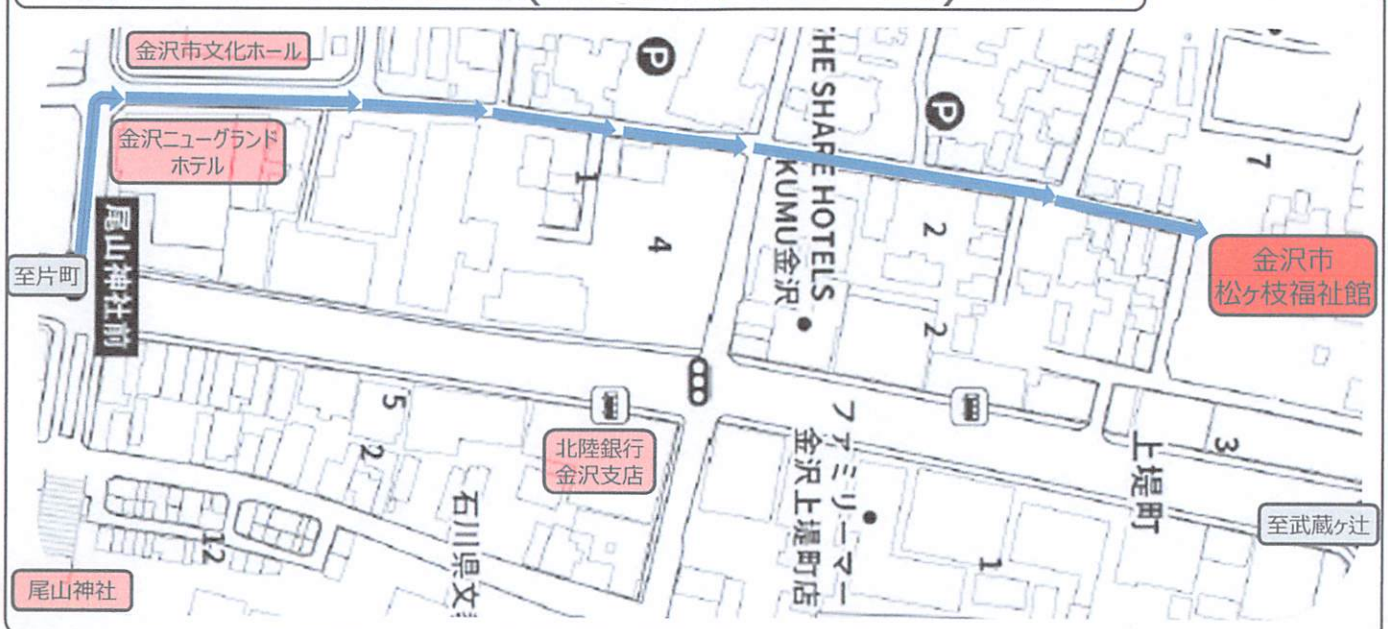 金沢市文化ホール
P
HE SHARE HOTELS
KUMU金沢
P
7
金沢ニューグランド
ホテル
1
尾山神社前
4
2
金沢市
松ヶ枝福祉館
至片町
2
5
2
北陸銀行
金沢支店
ファミリーマー
金沢上堤町店
上堤町
3
石川県文
12
1
至武蔵ヶ辻
尾山神社